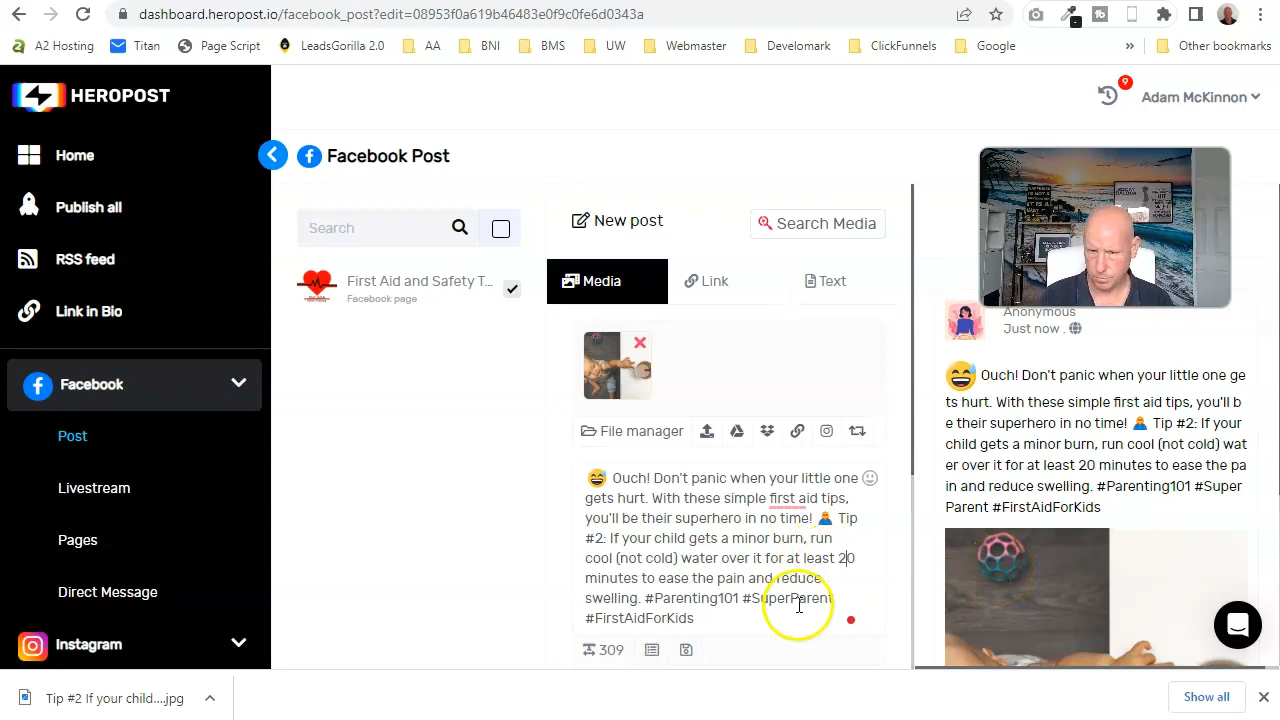 dashboard.heropost.io/facebook_post?edit=08953f0a619b46483e0f9c0fe6d0343a
A2 Hosting
Titan
Page Script
LeadsGorilla 2.0
AA
BNI
BMS
UW
Webmaster
Develomark
ClickFunnels
Google
»
Other bookmarks
HEROPOST
9
Adam McKinnon
Home
Publish all
RSS feed
Link in Bio
Facebook
Post
Livestream
Pages
Direct Message
Instagram
Facebook Post
Search
First Aid and Safety T...
Facebook page
New post
Search Media
Media
Link
Text
File manager
😅 Ouch! Don't panic when your little one
gets hurt. With these simple first aid tips,
you'll be their superhero in no time! 🦸 Tip
#2: If your child gets a minor burn, run
cool (not cold) water over it for at least 20
minutes to ease the pain and reduce
swelling. #Parenting101 #SuperParent
#FirstAidForKids
309
Anonymous
Just now .
😅 Ouch! Don't panic when your little one ge
ts hurt. With these simple first aid tips, you'll b
e their superhero in no time! 🦸 Tip #2: If your
child gets a minor burn, run cool (not cold) wat
er over it for at least 20 minutes to ease the pa
in and reduce swelling. #Parenting101 #Super
Parent #FirstAidForKids
Tip #2 If your child....jpg
Show all